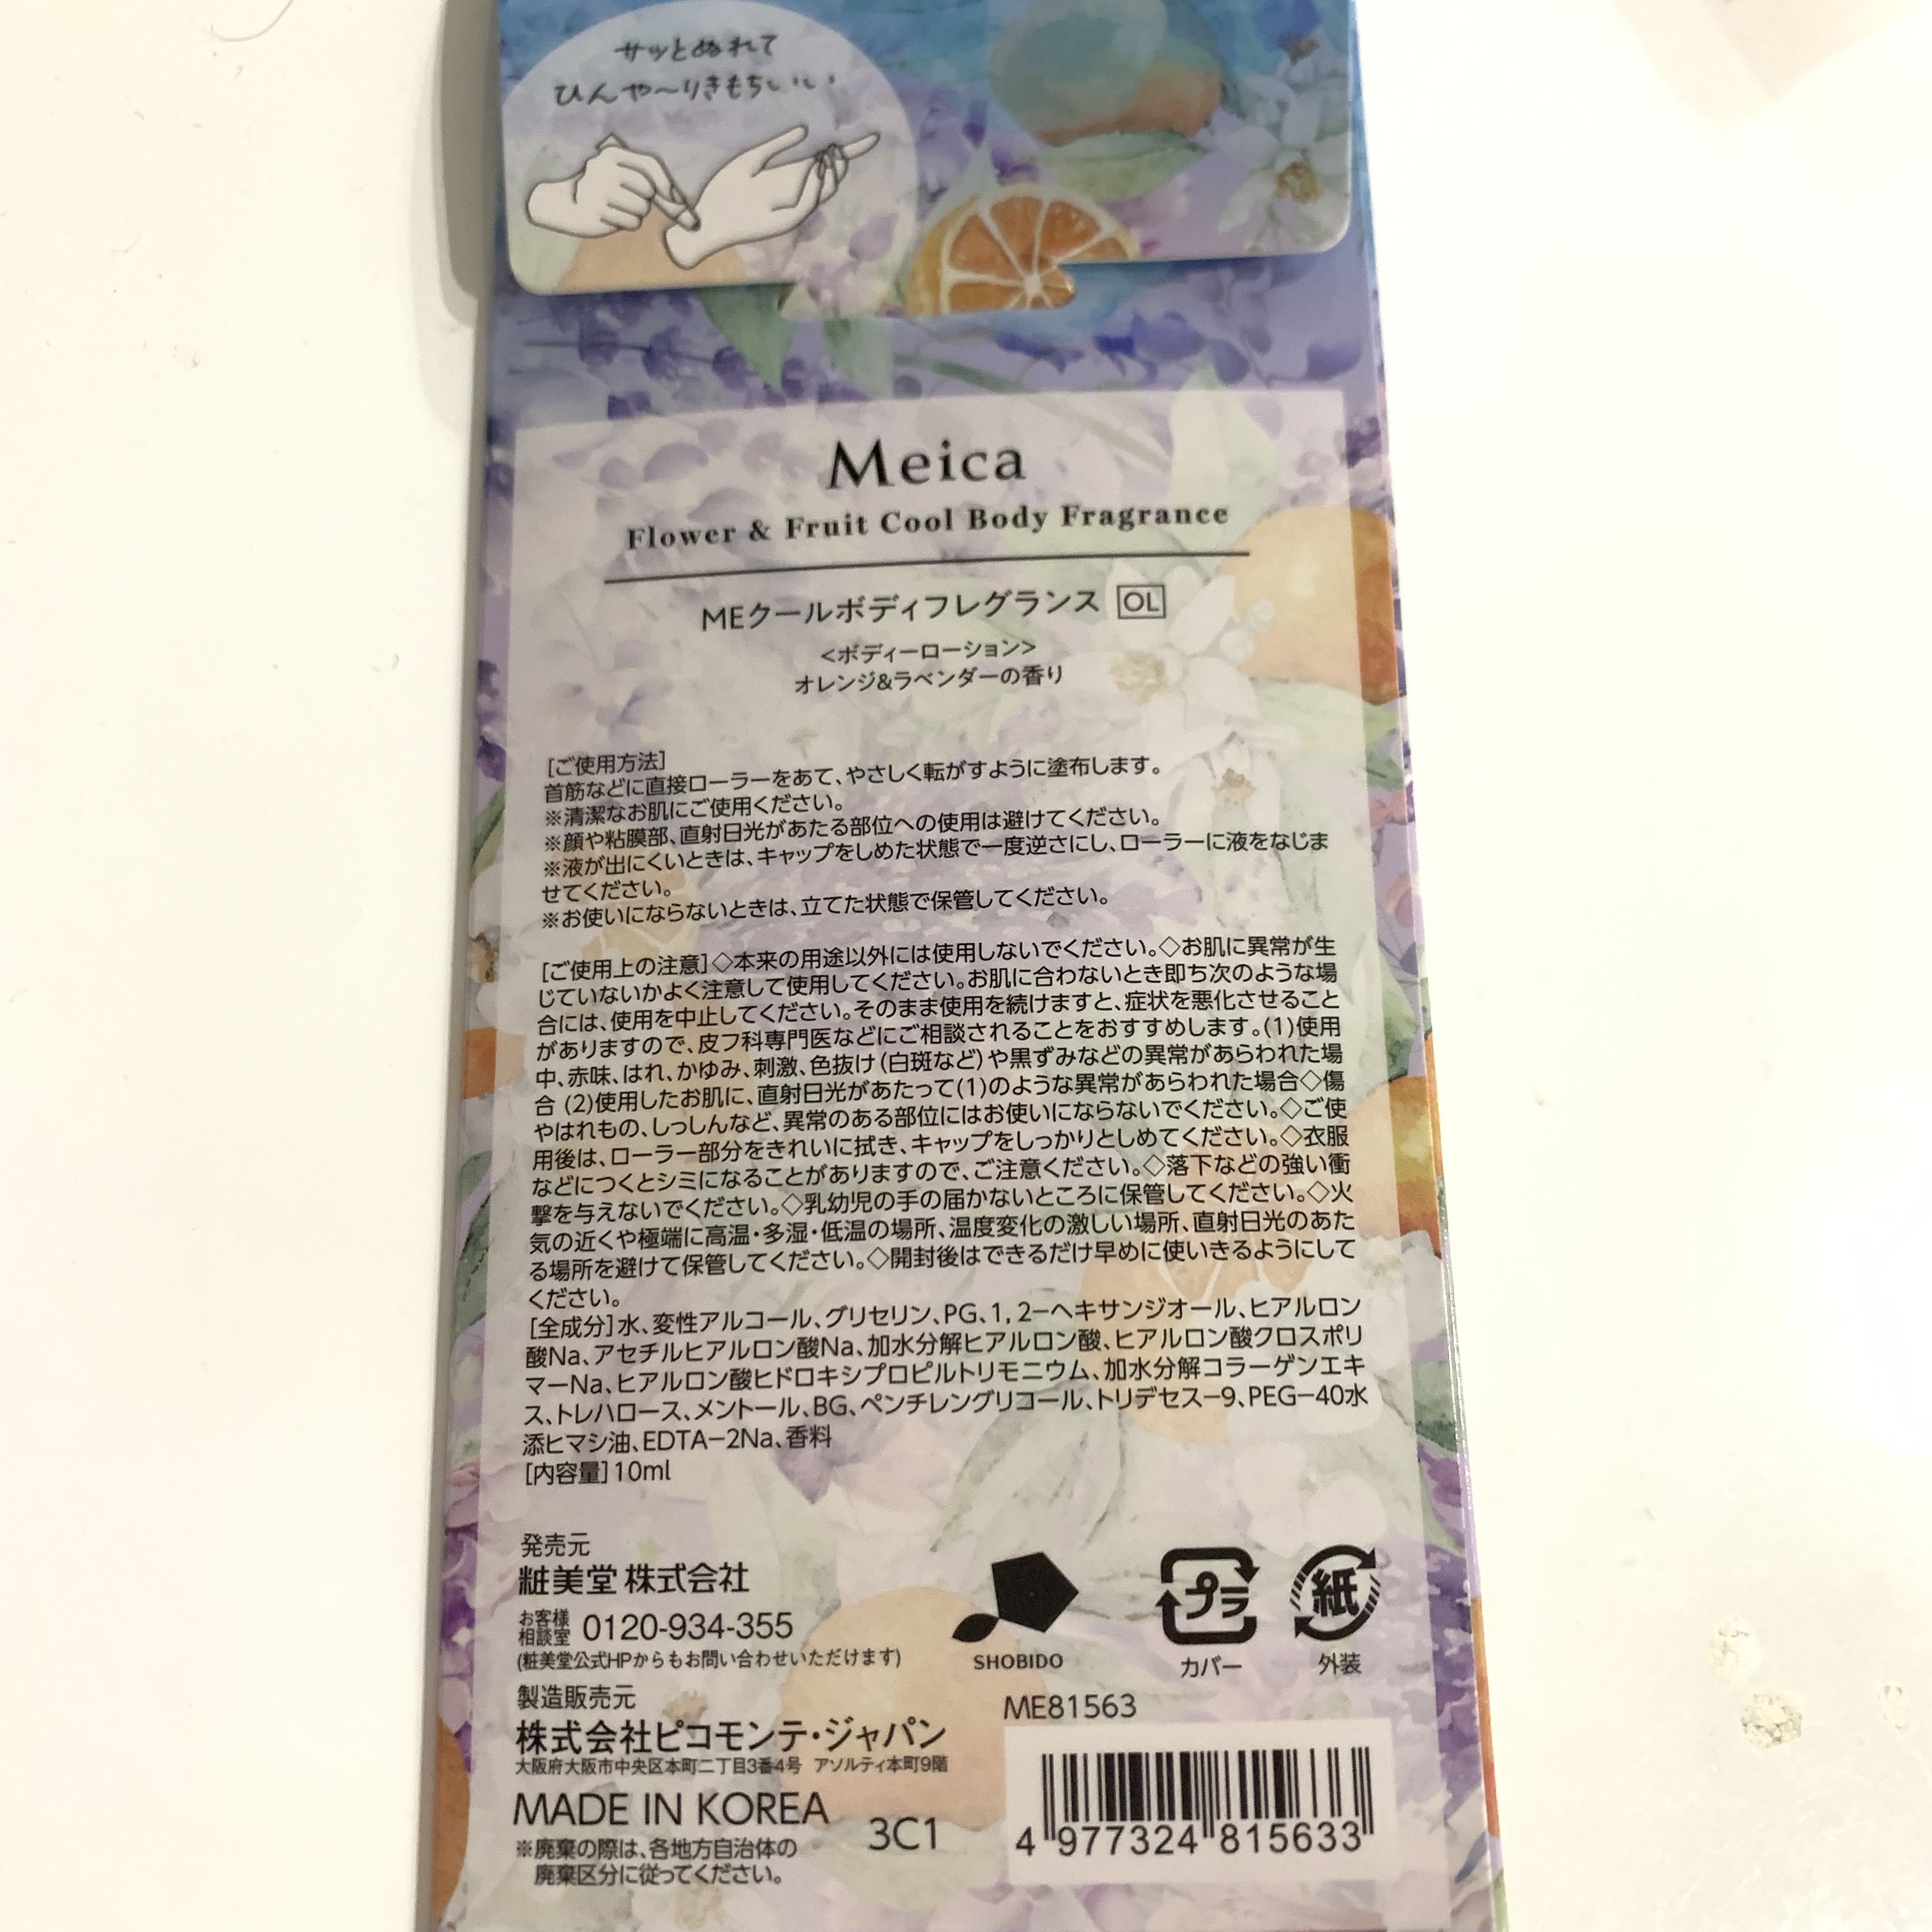 サッとぬれて
ひんや〜りきもちいい
Meica
Flower & Fruit Cool Body Fragrance
MEクールボディフレグランス OL
<ボディーローション>
オレンジ&ラベンダーの香り
[ご使用方法]
首筋などに直接ローラーをあて、やさしく転がすように塗布します。
※清潔なお肌にご使用ください。
※顔や粘膜部、直射日光があたる部位への使用は避けてください。
※液が出にくいときは、キャップをしめた状態で一度逆さにし、ローラーに液をなじま
せてください。
※お使いにならないときは、立てた状態で保管してください。
[ご使用上の注意]◇本来の用途以外には使用しないでください。◇お肌に異常が生
じていないかよく注意して使用してください。お肌に合わないとき即ち次のような場
合には、使用を中止してください。そのまま使用を続けますと、症状を悪化させること
がありますので、皮フ科専門医などにご相談されることをおすすめします。(1)使用
中、赤味、はれ、かゆみ、刺激、色抜け(白斑など)や黒ずみなどの異常があらわれた場
合 (2)使用したお肌に、直射日光があたって(1)のような異常があらわれた場合◇傷
やはれもの、しっしんなど、異常のある部位にはお使いにならないでください。◇ご使
用後は、ローラー部分をきれいに拭き、キャップをしっかりとしめてください。◇衣服
などにつくとシミになることがありますので、ご注意ください。◇落下などの強い衝
撃を与えないでください。◇乳幼児の手の届かないところに保管してください。◇火
気の近くや極端に高温・多湿・低温の場所、温度変化の激しい場所、直射日光のあた
る場所を避けて保管してください。◇開封後はできるだけ早めに使いきるようにして
ください。
[全成分]水、変性アルコール、グリセリン、PG、1,2−ヘキサンジオール、ヒアルロン
酸Na、アセチルヒアルロン酸Na、加水分解ヒアルロン酸、ヒアルロン酸クロスポリ
マーNa、ヒアルロン酸ヒドロキシプロピルトリモニウム、加水分解コラーゲンエキ
ス、トレハロース、メントール、BG、ペンチレングリコール、トリデセス−9、PEG−40水
添ヒマシ油、EDTA−2Na、香料
[内容量]10ml
発売元
粧美堂 株式会社
お客様
相談室 0120-934-355
(粧美堂公式HPからもお問い合わせいただけます)
SHOBIDO
プラ
カバー
紙
外装
製造販売元
株式会社ピコモンテ・ジャパン
大阪府大阪市中央区本町二丁目3番4号 アソルティ本町9階
MADE IN KOREA
※廃棄の際は、各地方自治体の
廃棄区分に従ってください。
3C1
ME81563
4 977324 815633